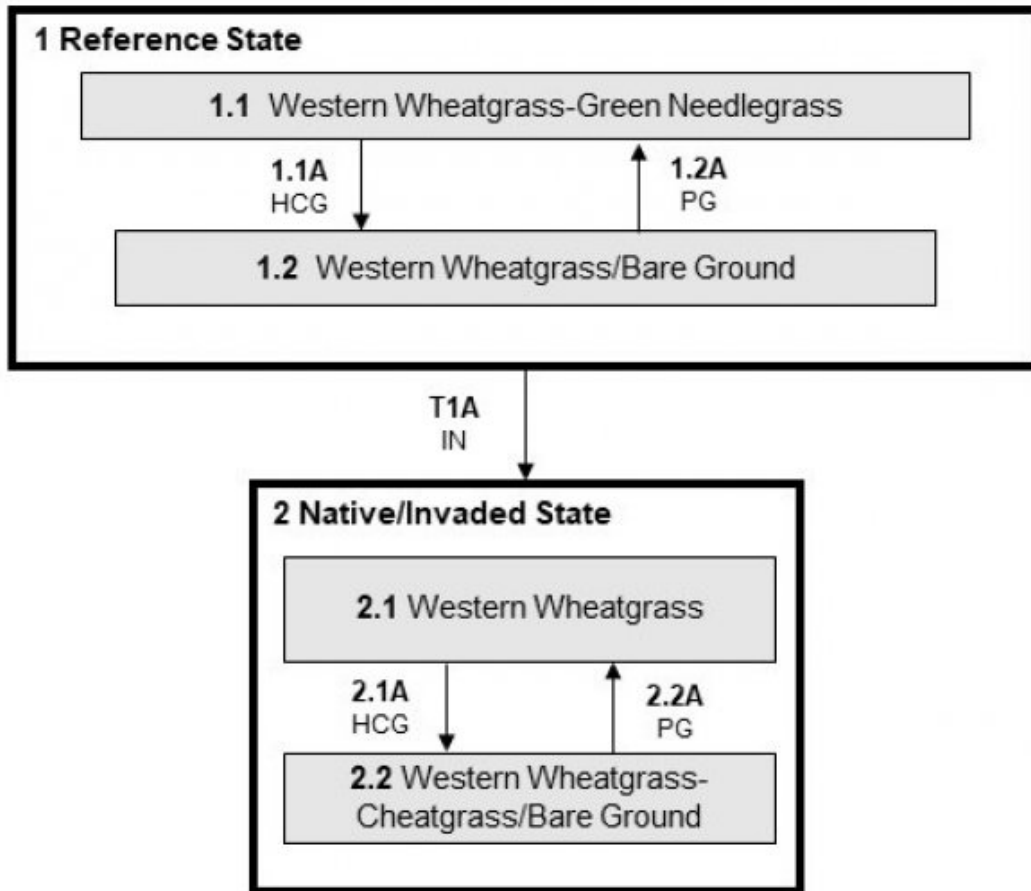 1 Reference State
1.1 Western Wheatgrass-Green Needlegrass
1.1A
HCG
1.2A
PG
1.2 Western Wheatgrass/Bare Ground
T1A
IN
2 Native/Invaded State
2.1 Western Wheatgrass
2.1A
HCG
2.2A
PG
2.2 Western Wheatgrass-
Cheatgrass/Bare Ground